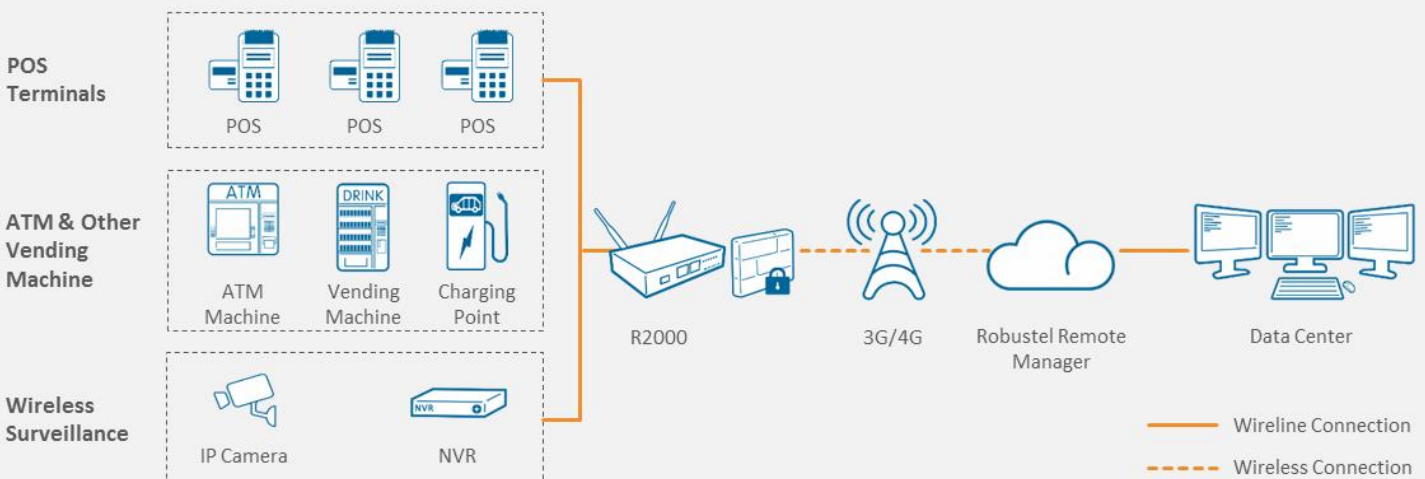 POS
Terminals
POS
POS
POS
ATM & Other
Vending
Machine
ATM
DRINK
ATM
Machine
Vending
Machine
Charging
Point
R2000
3G/4G
Robustel Remote
Manager
Data Center
Wireless
Surveillance
NVR
IP Camera
NVR
Wireline Connection
Wireless Connection